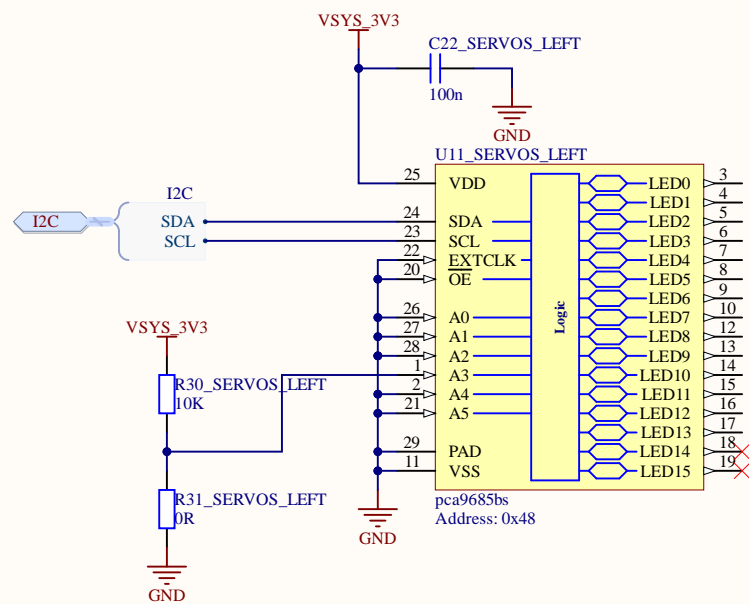 VSYS_3V3
C22_SERVOS_LEFT
100n
GND
U11_SERVOS_LEFT
I2C
I2C
SDA
SCL
25 VDD
24 SDA
23 SCL
22 EXTCLK
20 OE
26 A0
27 A1
28 A2
1 A3
2 A4
21 A5
29 PAD
11 VSS
Logic
LED0 3
LED1 4
LED2 5
LED3 6
LED4 7
LED5 8
LED6 9
LED7 10
LED8 12
LED9 13
LED10 14
LED11 15
LED12 16
LED13 17
LED14 18
LED15 19
VSYS_3V3
R30_SERVOS_LEFT
10K
R31_SERVOS_LEFT
0R
GND
GND
pca9685bs
Address: 0x48